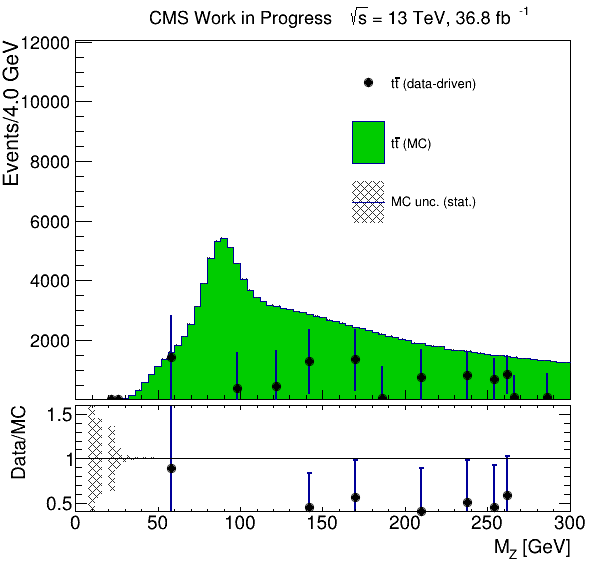 CMS Work in Progress √s = 13 TeV, 36.8 fb⁻¹
Events/4.0 GeV
12000
10000
8000
6000
4000
2000
tt̄ (data-driven)
tt̄ (MC)
MC unc. (stat.)
Data/MC
1.5
1
0.5
0 50 100 150 200 250 300
M_Z [GeV]